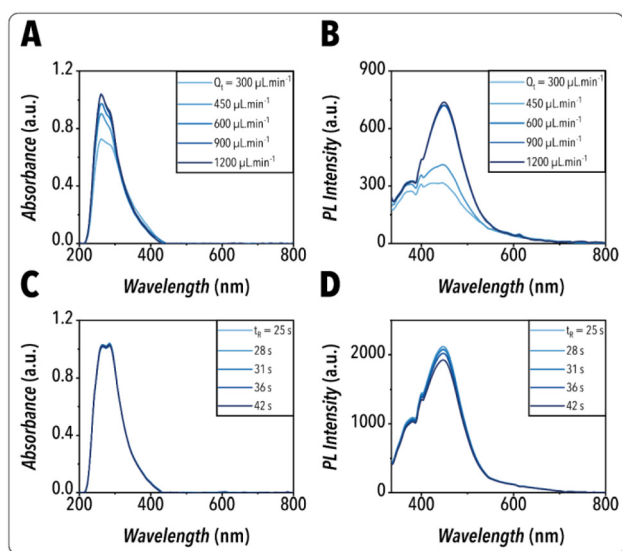 A
1.2
0.8
0.4
0.0
200 400 600 800
Absorbance (a.u.)
Wavelength (nm)
Qt = 300 µL.min-1
450 µL.min-1
600 µL.min-1
900 µL.min-1
1200 µL.min-1
B
900
600
300
0
400 600 800
PL Intensity (a.u.)
Wavelength (nm)
Qt = 300 µL.min-1
450 µL.min-1
600 µL.min-1
900 µL.min-1
1200 µL.min-1
C
1.2
0.8
0.4
0.0
200 400 600 800
Absorbance (a.u.)
Wavelength (nm)
tR = 25 s
28 s
31 s
36 s
42 s
D
2000
1000
0
400 600 800
PL Intensity (a.u.)
Wavelength (nm)
tR = 25 s
28 s
31 s
36 s
42 s